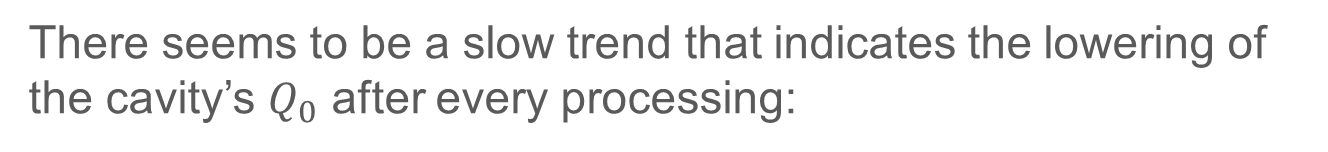 There seems to be a slow trend that indicates the lowering of
the cavity’s Q₀ after every processing: